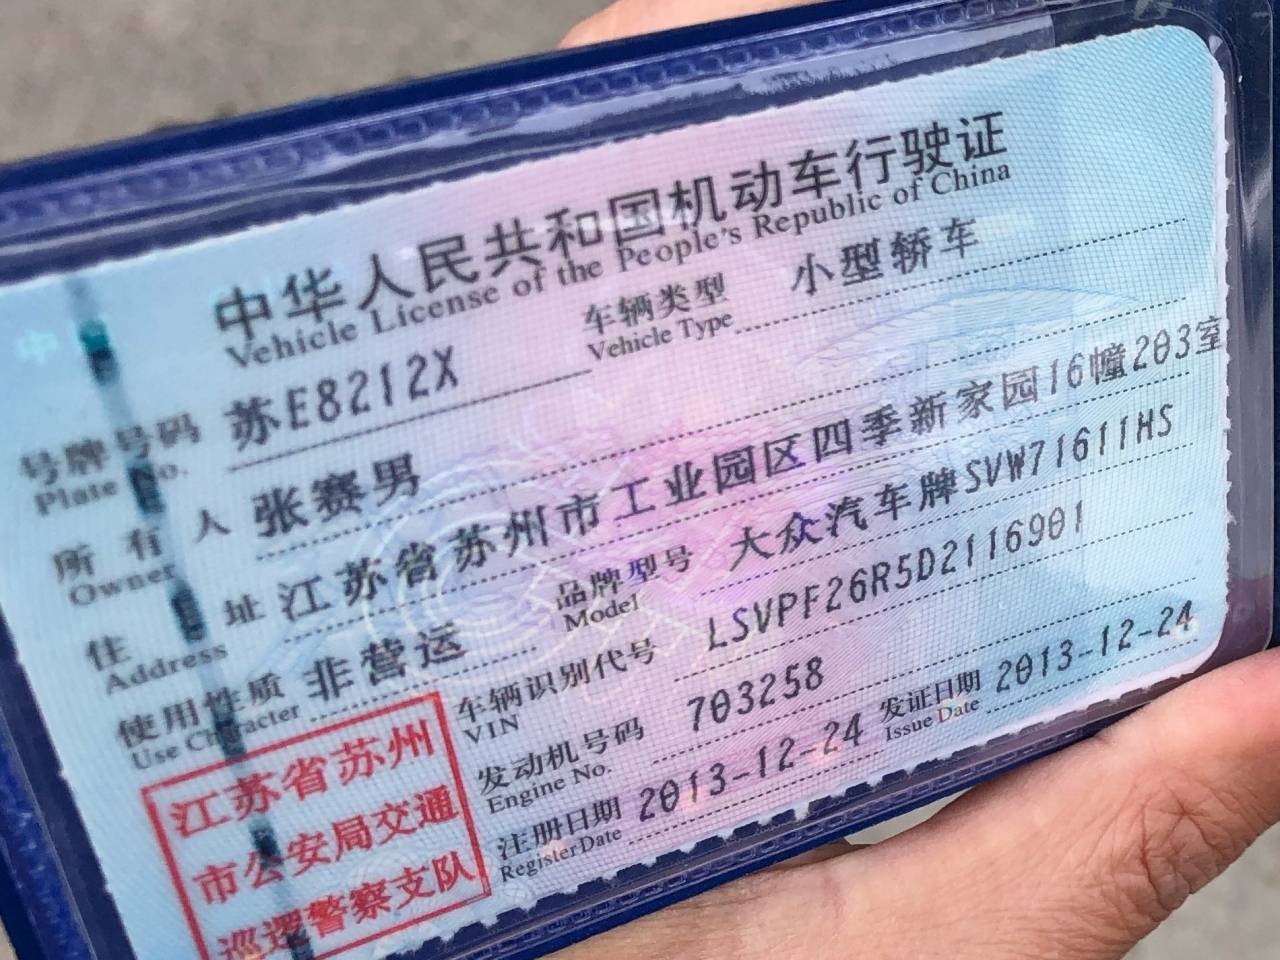 中华人民共和国机动车行驶证
Vehicle License of the People's Republic of China
号牌号码 苏E8212X 车辆类型 小型轿车
Plate No. Vehicle Type
所有人 张赛男
Owner
住址 江苏省苏州市工业园区四季新家园16幢203室
Address
使用性质 非营运 品牌型号 大众汽车牌SVW71611HS
Use Character Model
车辆识别代号 LSVPF26R5D2116901
VIN
发动机号码 703258
Engine No.
注册日期 2013-12-24 发证日期 2013-12-24
Register Date Issue Date
江苏省苏州
市公安局交通
巡逻警察支队